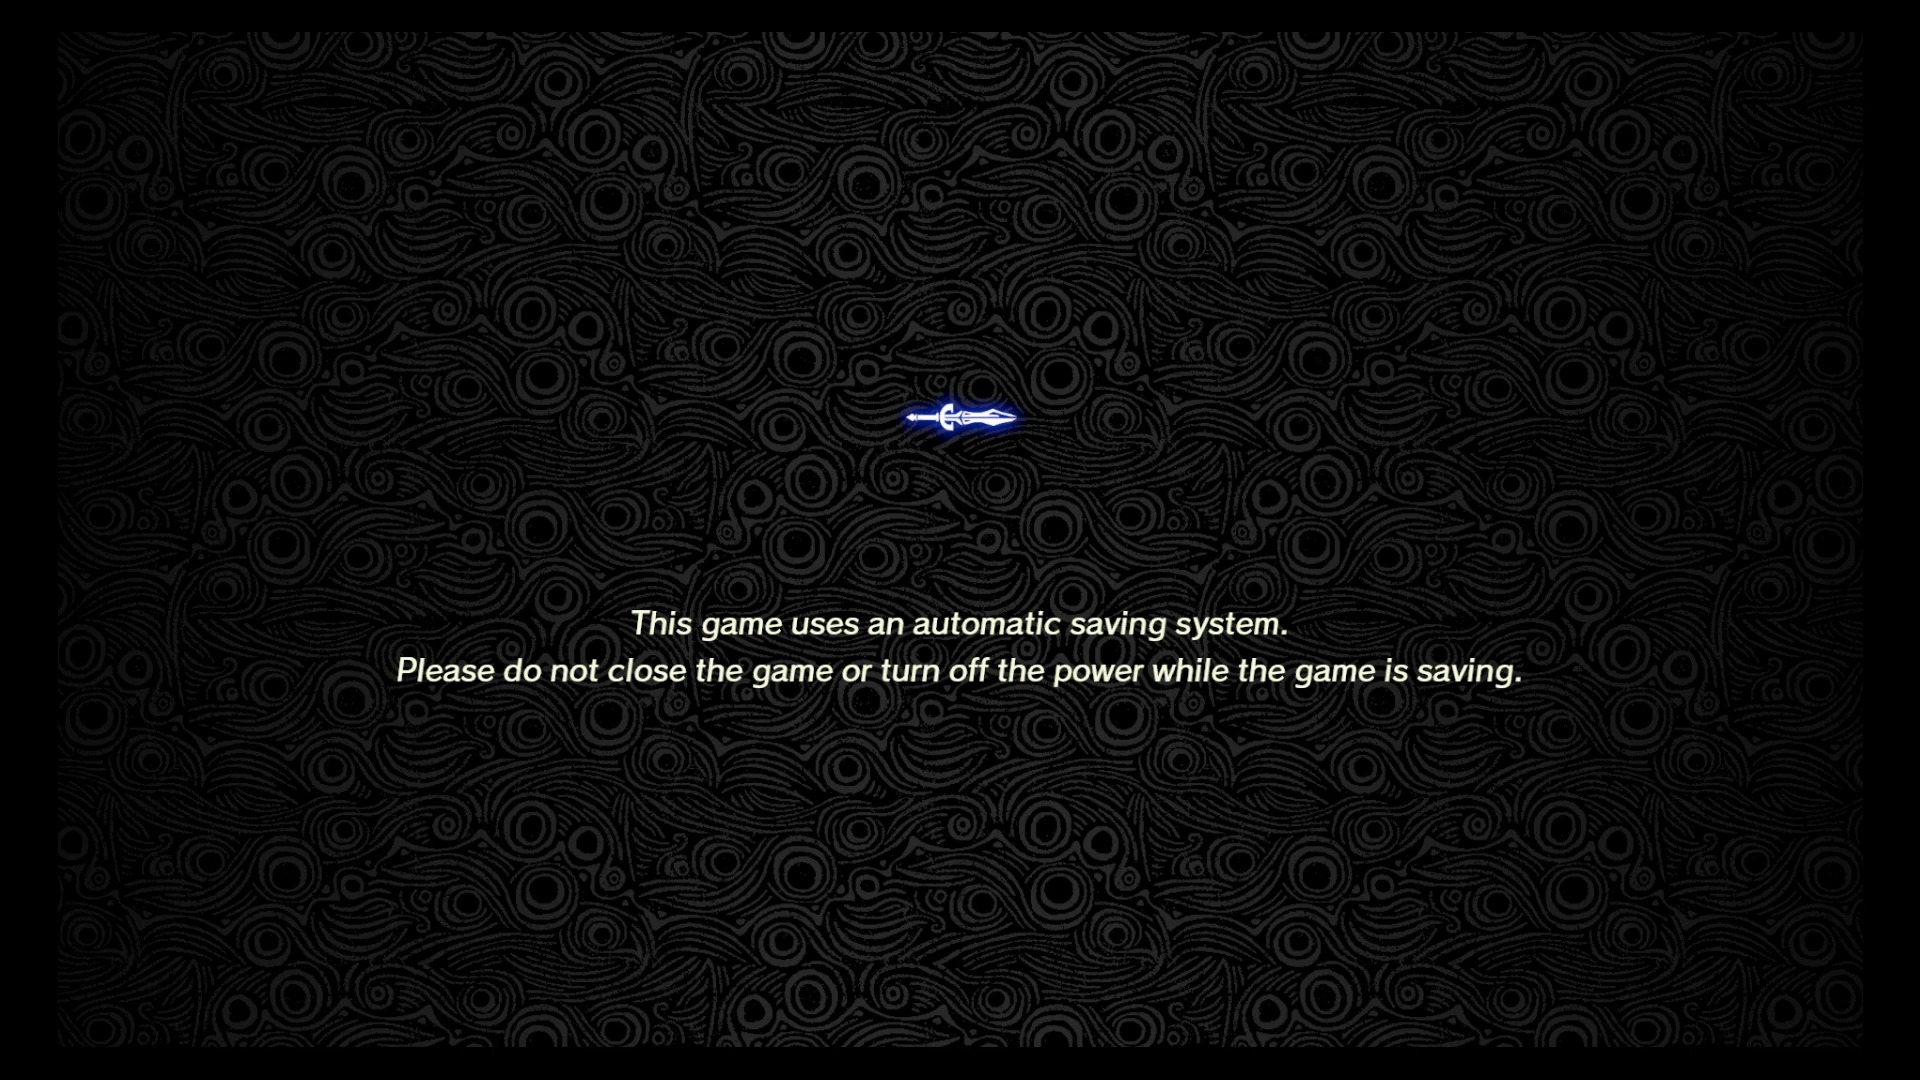 This game uses an automatic saving system.
Please do not close the game or turn off the power while the game is saving.